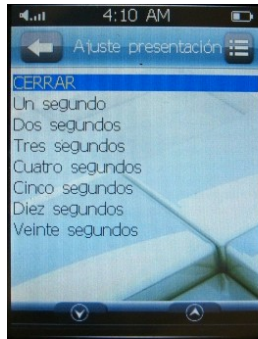 4:10 AM
Ajuste presentación
CERRAR
Un segundo
Dos segundos
Tres segundos
Cuatro segundos
Cinco segundos
Diez segundos
Veinte segundos